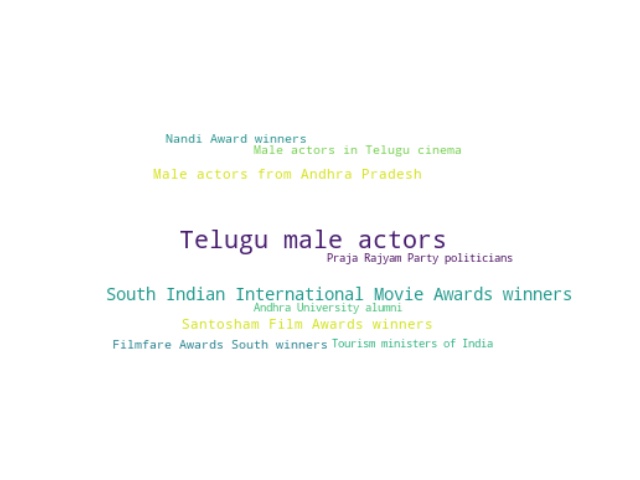 Nandi Award winners
Male actors in Telugu cinema
Male actors from Andhra Pradesh
Telugu male actors
Praja Rajyam Party politicians
South Indian International Movie Awards winners
Andhra University alumni
Santosham Film Awards winners
Filmfare Awards South winners
Tourism ministers of India